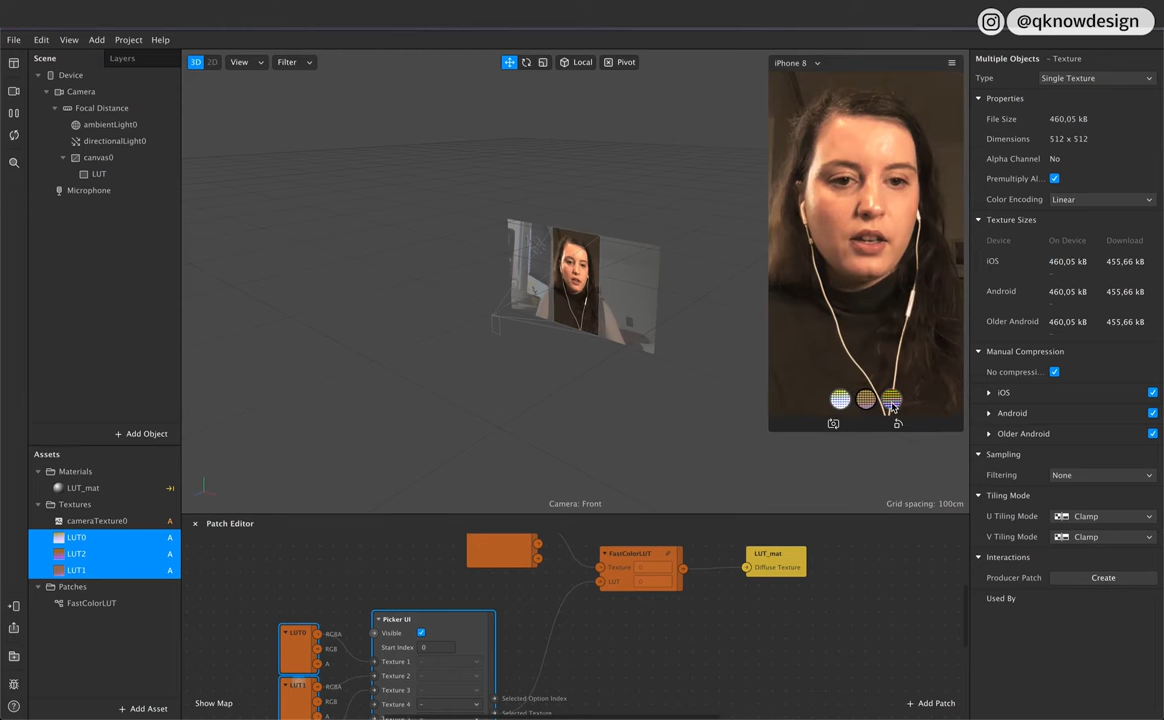 @qknowdesign
File Edit View Add Project Help
Scene Layers
Device
Camera
Focal Distance
ambientLight0
directionalLight0
canvas0
LUT
Microphone
Add Object
Assets
Materials
LUT_mat
Textures
cameraTexture0 A
LUT0 A
LUT2 A
LUT1 A
Patches
FastColorLUT
Add Asset
3D 2D View Filter Local Pivot
iPhone 8
Camera: Front
Grid spacing: 100cm
Patch Editor
FastColorLUT
Texture 0
LUT 0
LUT_mat
Diffuse Texture
Picker UI
Visible
Start Index 0
Texture 1
Texture 2
Texture 3
Texture 4
Selected Option Index
Selected Texture
LUT0 RGBA
RGB
A
LUT1 RGBA
RGB
A
Show Map
Add Patch
Multiple Objects - Texture
Type Single Texture
Properties
File Size 460,05 kB
Dimensions 512 x 512
Alpha Channel No
Premultiply Al...
Color Encoding Linear
Texture Sizes
Device On Device Download
iOS 460,05 kB 455,66 kB
Android 460,05 kB 455,66 kB
Older Android 460,05 kB 455,66 kB
Manual Compression
No compressi...
iOS
Android
Older Android
Sampling
Filtering None
Tiling Mode
U Tiling Mode Clamp
V Tiling Mode Clamp
Interactions
Producer Patch Create
Used By